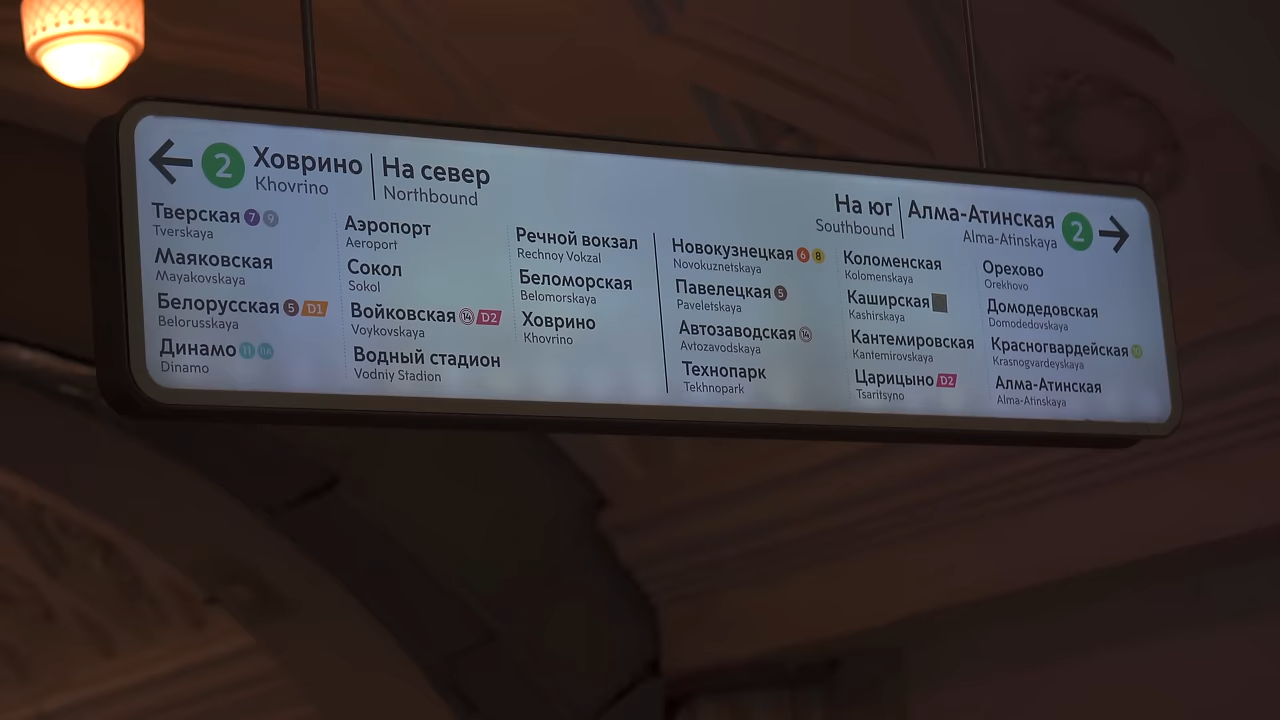 2 Ховрино На север
Khovrino Northbound
Тверская 7 9
Tverskaya
Маяковская
Mayakovskaya
Белорусская 5 D1
Belorusskaya
Динамо 11 11А
Dinamo
Аэропорт
Aeroport
Сокол
Sokol
Войковская 14 D2
Voykovskaya
Водный стадион
Vodniy Stadion
Речной вокзал
Rechnoy Vokzal
Беломорская
Belomorskaya
Ховрино
Khovrino
На юг Алма-Атинская 2
Southbound Alma-Atinskaya
Новокузнецкая 6 8
Novokuznetskaya
Павелецкая 5
Paveletskaya
Автозаводская 14
Avtozavodskaya
Технопарк
Tekhnopark
Коломенская
Kolomenskaya
Каширская
Kashirskaya
Кантемировская
Kantemirovskaya
Царицыно D2
Tsaritsyno
Орехово
Orekhovo
Домодедовская
Domodedovskaya
Красногвардейская 10
Krasnogvardeyskaya
Алма-Атинская
Alma-Atinskaya